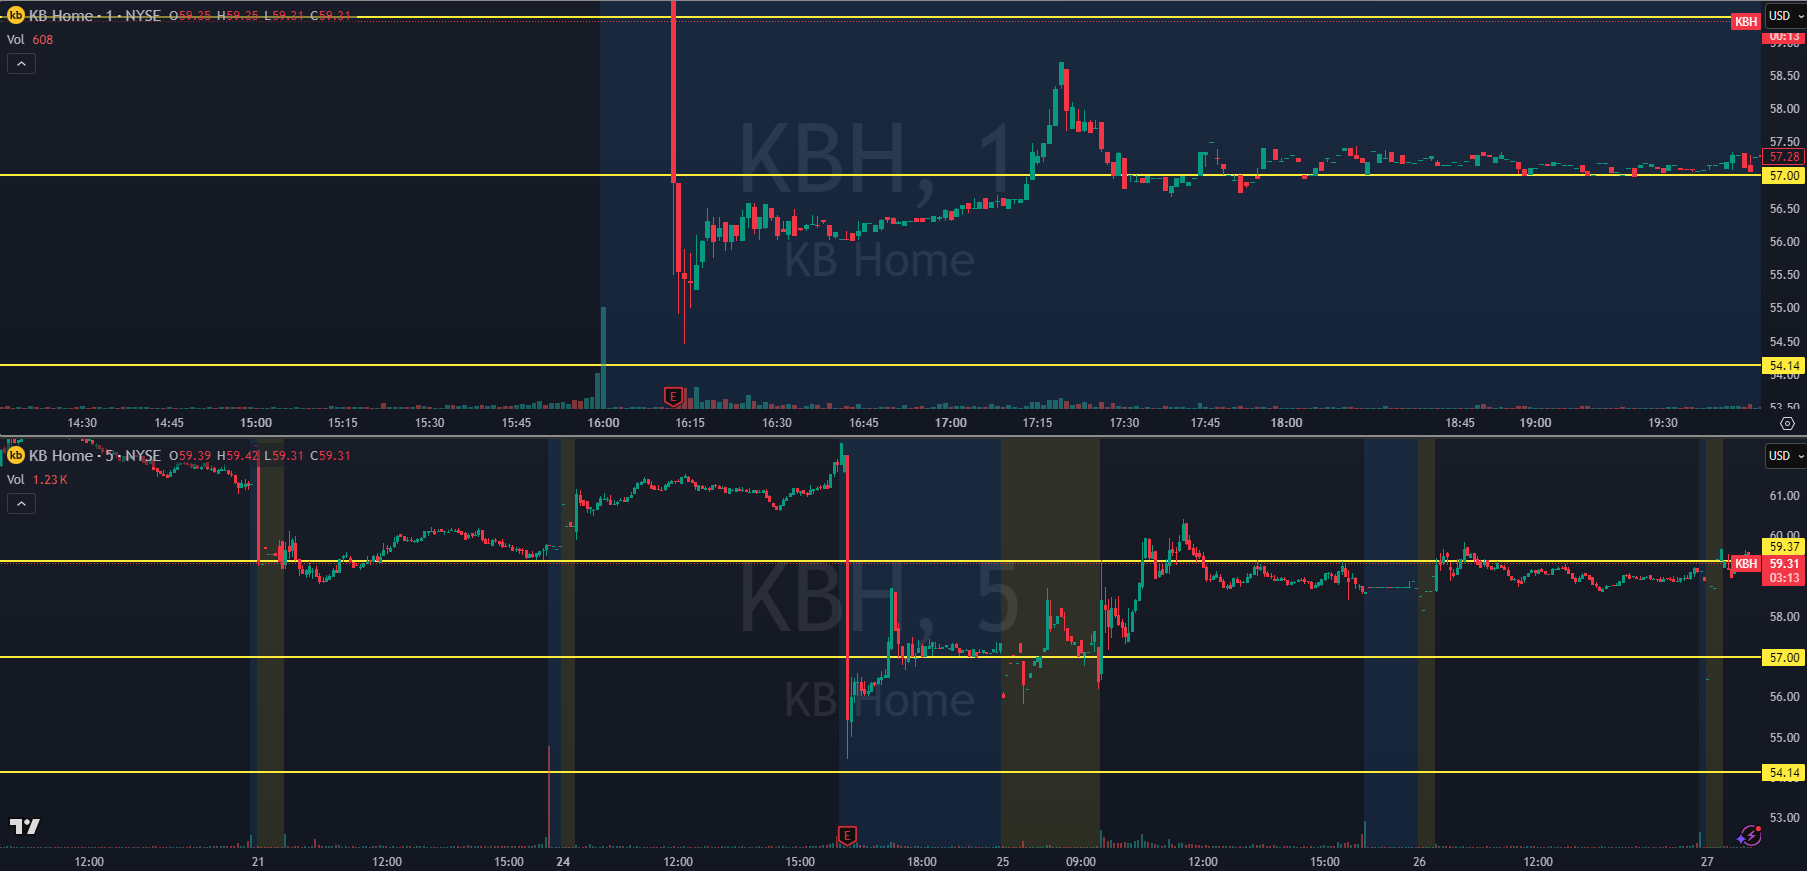 kb KB Home · 1 · NYSE O59.35 H59.35 L59.31 C59.31
Vol 608
USD
KBH
00:13
59.00
58.50
58.00
57.50
57.28
57.00
56.50
56.00
55.50
55.00
54.50
54.14
54.00
53.50
KBH, 1
KB Home
E
14:30 14:45 15:00 15:15 15:30 15:45 16:00 16:15 16:30 16:45 17:00 17:15 17:30 17:45 18:00 18:45 19:00 19:30
kb KB Home · 5 · NYSE O59.39 H59.42 L59.31 C59.31
Vol 1.23 K
USD
61.00
60.00
59.37
KBH 59.31
03:13
58.00
57.00
56.00
55.00
54.14
53.00
KBH, 5
KB Home
E
12:00 21 12:00 15:00 24 12:00 15:00 18:00 25 09:00 12:00 15:00 26 12:00 27